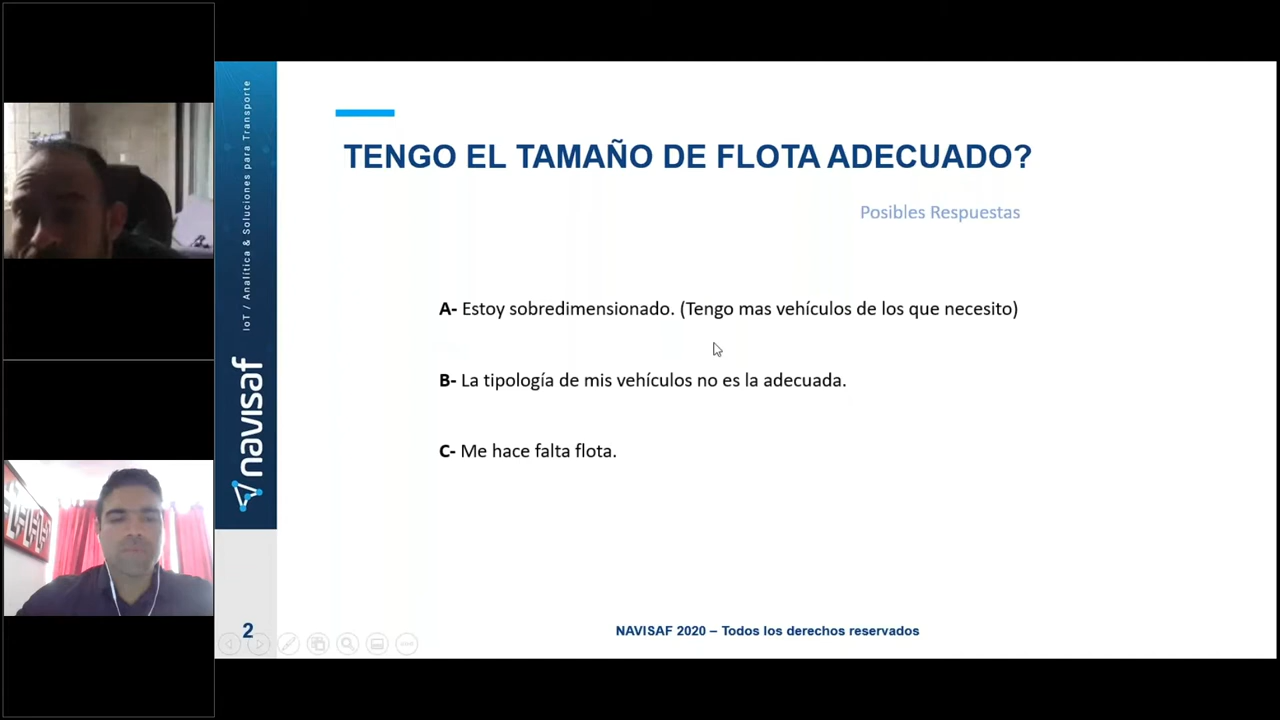 TENGO EL TAMAÑO DE FLOTA ADECUADO?
Posibles Respuestas
A- Estoy sobredimensionado. (Tengo mas vehículos de los que necesito)
B- La tipología de mis vehículos no es la adecuada.
C- Me hace falta flota.
IoT / Analítica & Soluciones para Transporte
navisaf
2
NAVISAF 2020 – Todos los derechos reservados